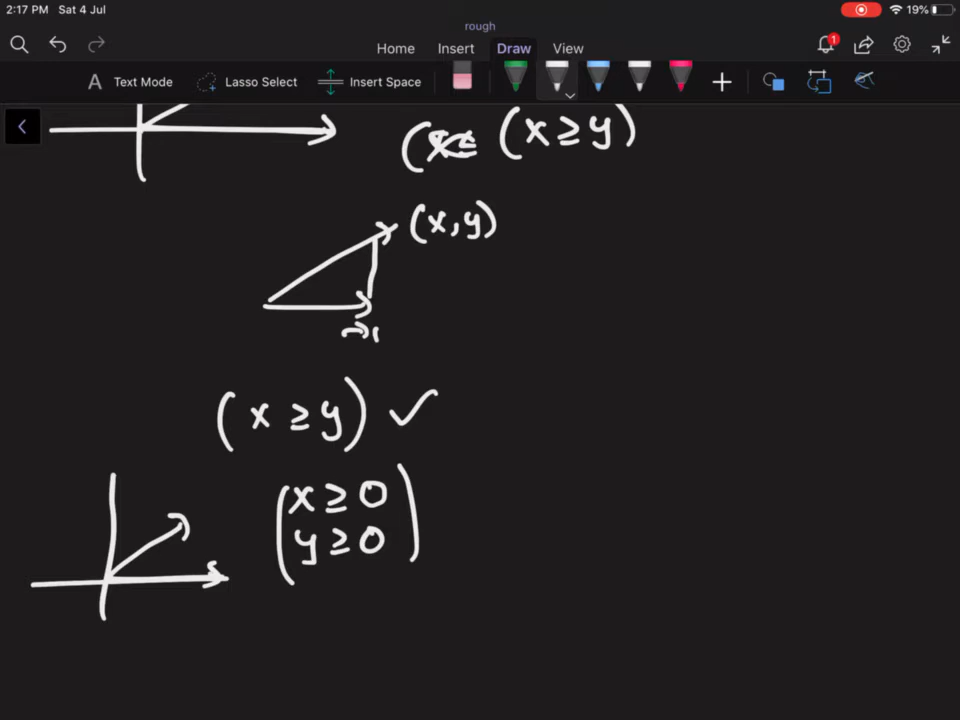 2:17 PM Sat 4 Jul
19%
rough
Home Insert Draw View
1
A Text Mode Lasso Select Insert Space
(x≥y)
(x,y)
(x≥y) ✓
x≥0
y≥0